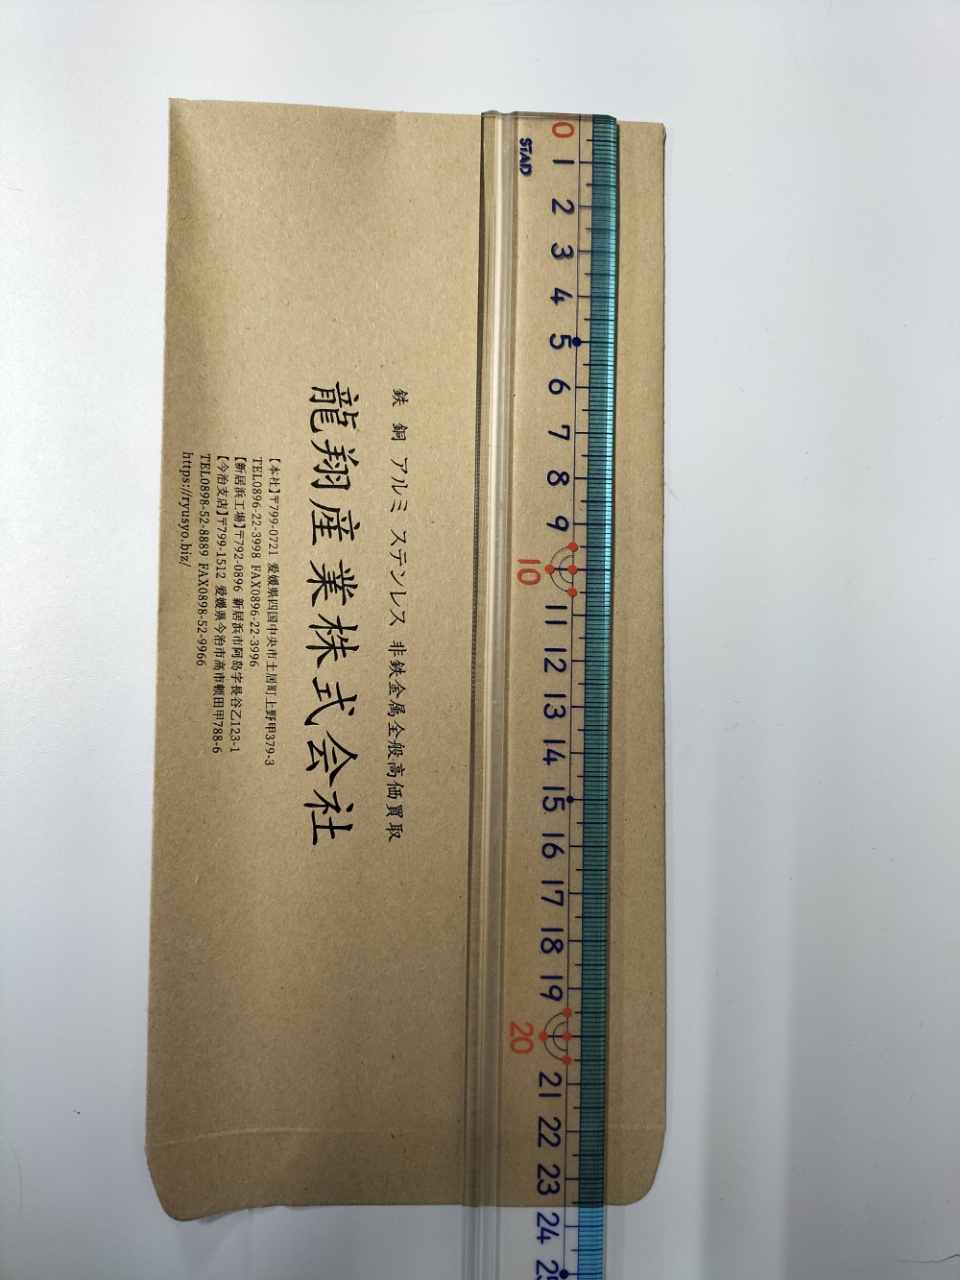 鉄 銅 アルミ ステンレス 非鉄金属全般高価買取
龍翔産業株式会社
【本社】〒799-0721 愛媛県四国中央市土居町上野甲379-3
TEL0896-22-3998 FAX0896-22-3996
【新居浜工場】〒792-0896 新居浜市阿島字長谷乙123-1
【今治支店】〒799-1512 愛媛県今治市高市頓田甲788-6
TEL0898-52-8889 FAX0898-52-9966
https://ryusyo.biz/
STAD
0 1 2 3 4 5 6 7 8 9 10 11 12 13 14 15 16 17 18 19 20 21 22 23 24 25